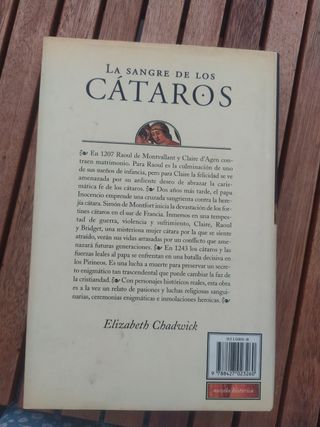 LA SANGRE DE LOS
CÁTAROS
En 1207 Raoul de Montvallant y Claire d'Agen con-
traen matrimonio. Para Raoul es la culminación de uno
de sus sueños de infancia, pero para Claire la felicidad se ve
amenazada por su anhelante deseo de abrazar la caris-
mática fe de los cátaros. Dos años más tarde, el papa
Inocencio emprende una cruzada sangrienta contra la here-
jía cátara. Simón de Montfort inicia la devastación de los for-
tines cátaros en el sur de Francia. Inmersos en una tempes-
tad de guerra, violencia y sufrimiento, Claire, Raoul
y Bridget, una misteriosa mujer cátara por la que se siente
atraído, verán sus vidas arrasadas por un conflicto que ame-
nazará futuras generaciones. En 1243 los cátaros y las
fuerzas leales al papa se enfrentan en una batalla decisiva en
los Pirineos. Es una lucha a muerte para preservar un secre-
to enigmático tan trascendental que puede cambiar la faz de
la cristiandad. Con personajes históricos reales, esta obra
es a la vez un relato de pasiones y luchas religiosas sangui-
narias, ceremonias enigmáticas e inmolaciones heroicas.
Elizabeth Chadwick
9 788427 023260
novela histórica